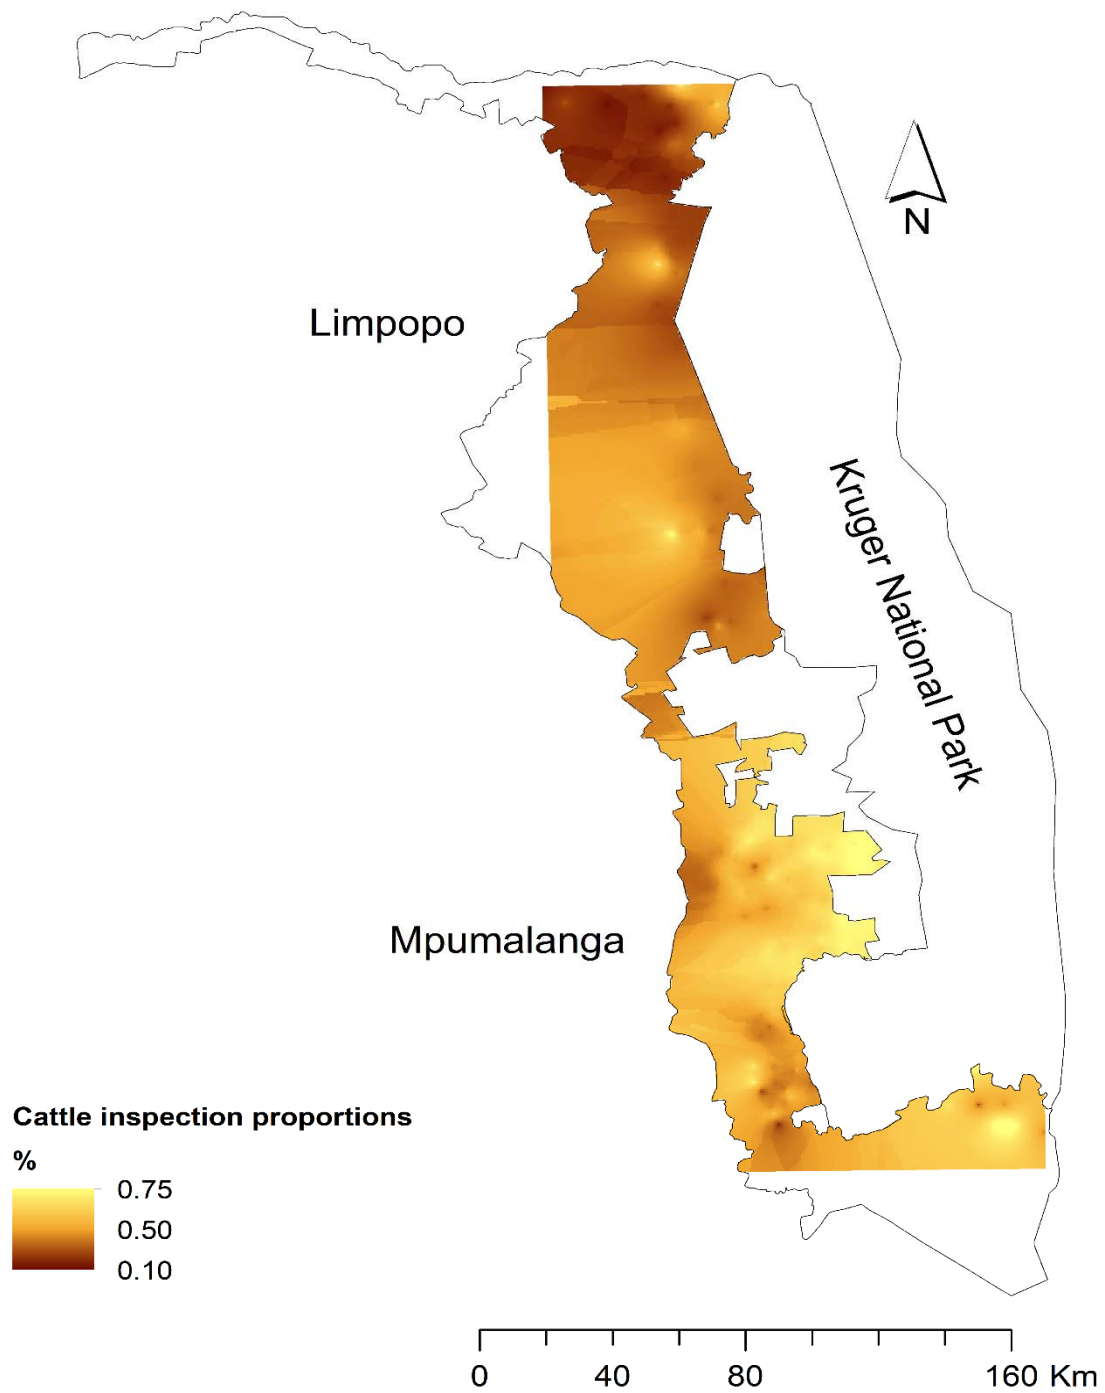 N
Limpopo
Kruger National Park
Mpumalanga
Cattle inspection proportions
%
0.75
0.50
0.10
0 40 80 160 Km